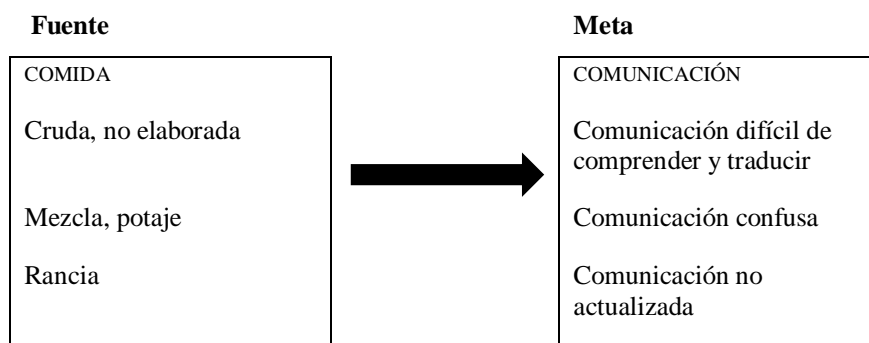 Fuente
Meta
COMIDA
Cruda, no elaborada
Mezcla, potaje
Rancia
COMUNICACIÓN
Comunicación difícil de
comprender y traducir
Comunicación confusa
Comunicación no
actualizada